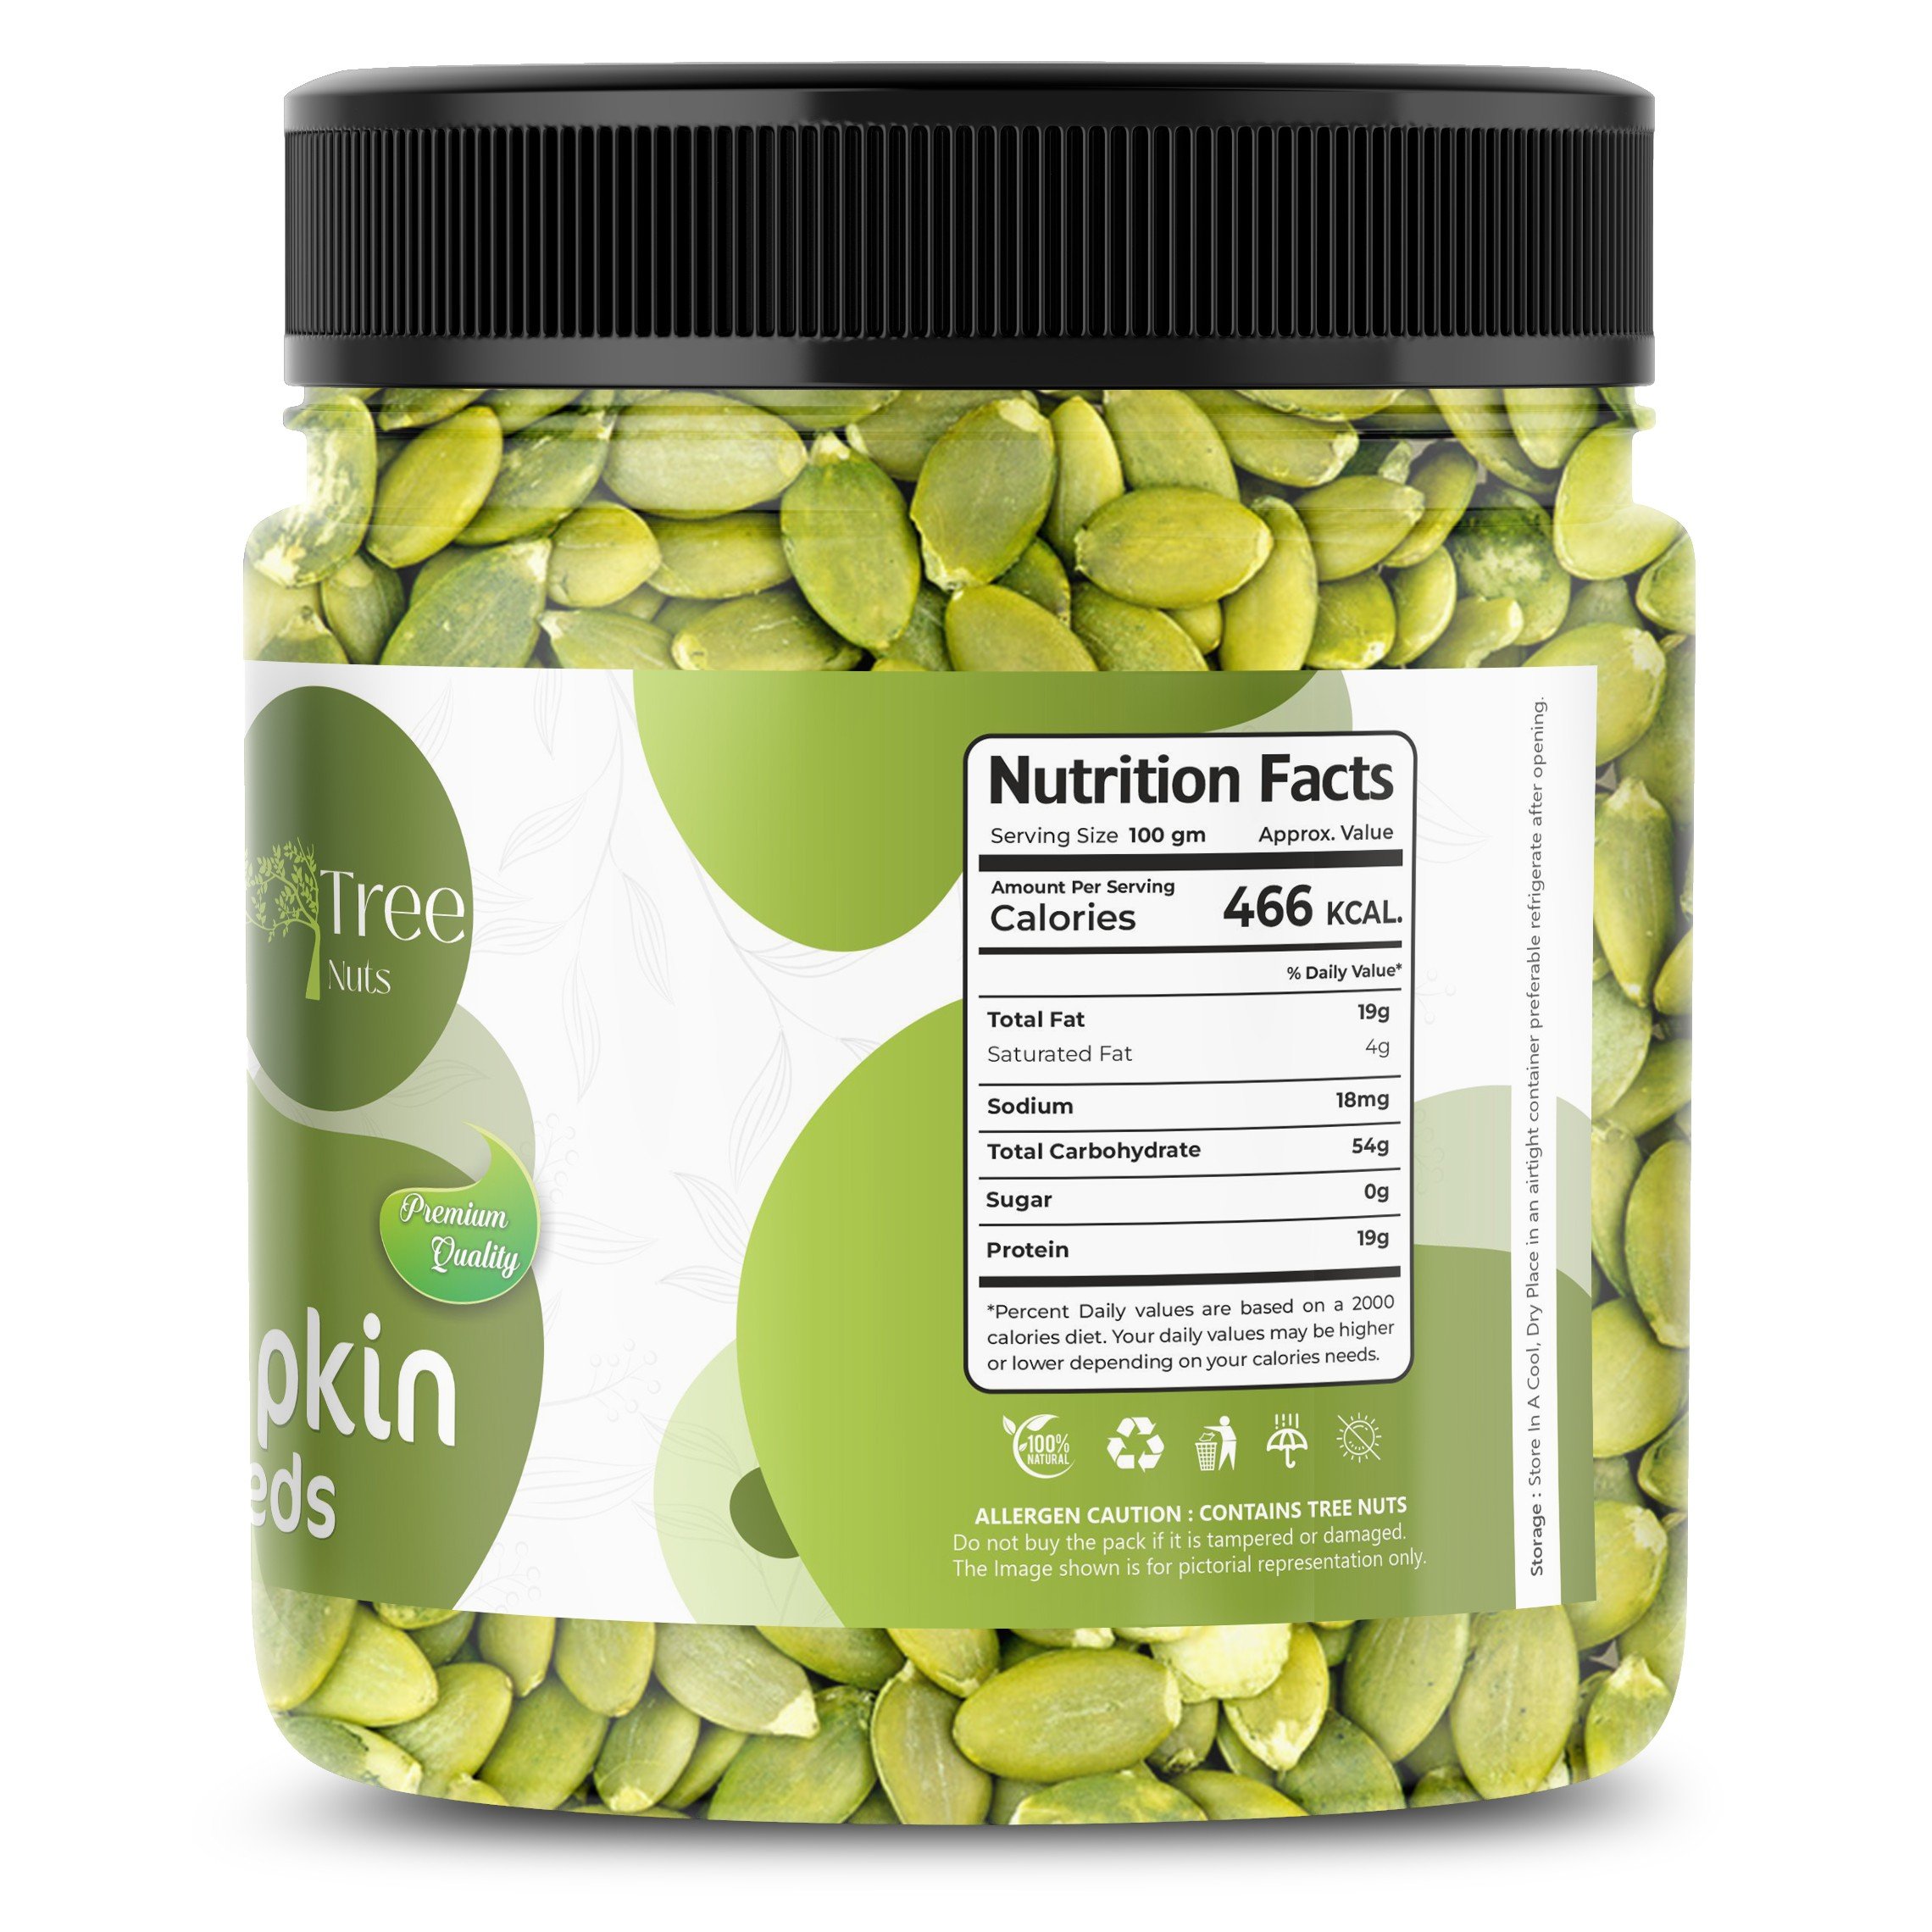 Tree
Nuts
Premium
Quality
pkin
eds
Nutrition Facts
Serving Size 100 gm Approx. Value
Amount Per Serving
Calories 466 KCAL.
% Daily Value*
Total Fat 19g
Saturated Fat 4g
Sodium 18mg
Total Carbohydrate 54g
Sugar 0g
Protein 19g
*Percent Daily values are based on a 2000
calories diet. Your daily values may be higher
or lower depending on your calories needs.
100%
NATURAL
ALLERGEN CAUTION : CONTAINS TREE NUTS
Do not buy the pack if it is tampered or damaged.
The Image shown is for pictorial representation only.
Storage : Store In A Cool, Dry Place in an airtight container preferable refrigerate after opening.